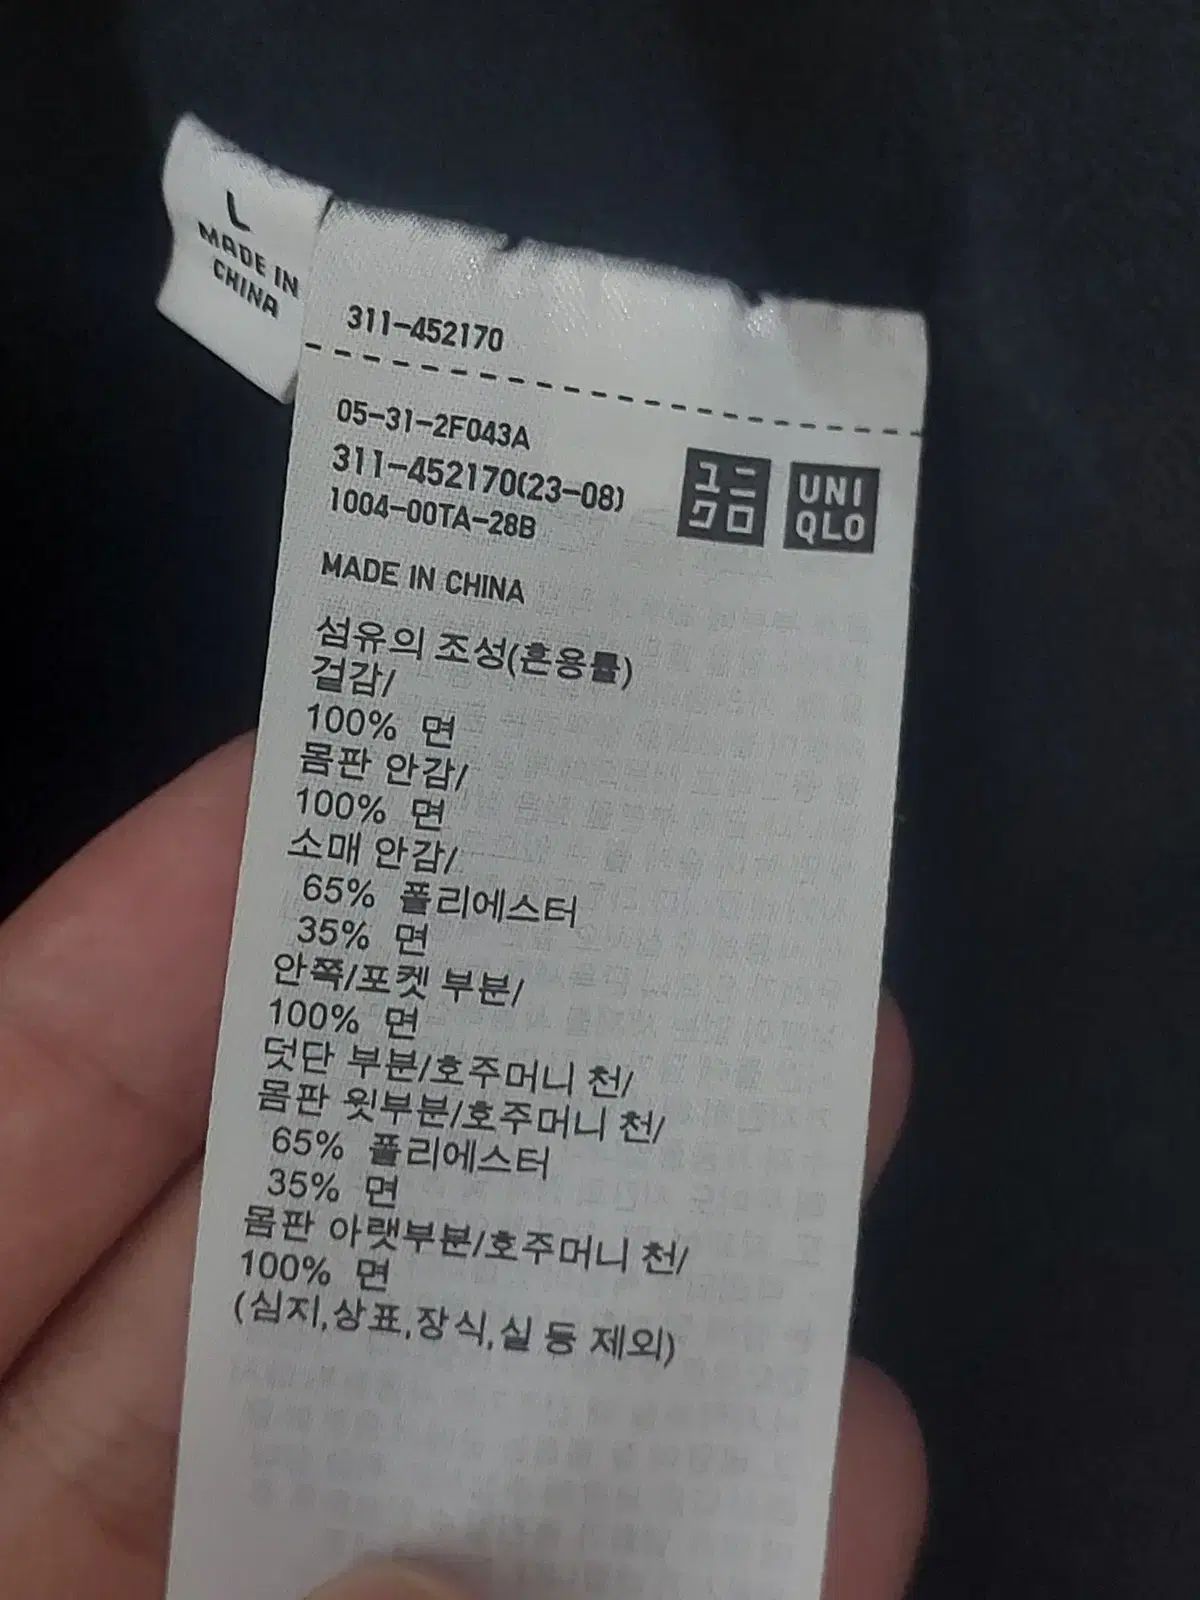 L
MADE IN
CHINA
311-452170
05-31-2F043A
311-452170(23-08)
1004-00TA-28B
ユニ
クロ
UNI
QLO
MADE IN CHINA
섬유의 조성(혼용률)
겉감/
100% 면
몸판 안감/
100% 면
소매 안감/
65% 폴리에스터
35% 면
안쪽/포켓 부분/
100% 면
덧단 부분/호주머니 천/
몸판 윗부분/호주머니 천/
65% 폴리에스터
35% 면
몸판 아랫부분/호주머니 천/
100% 면
(심지,상표,장식,실 등 제외)